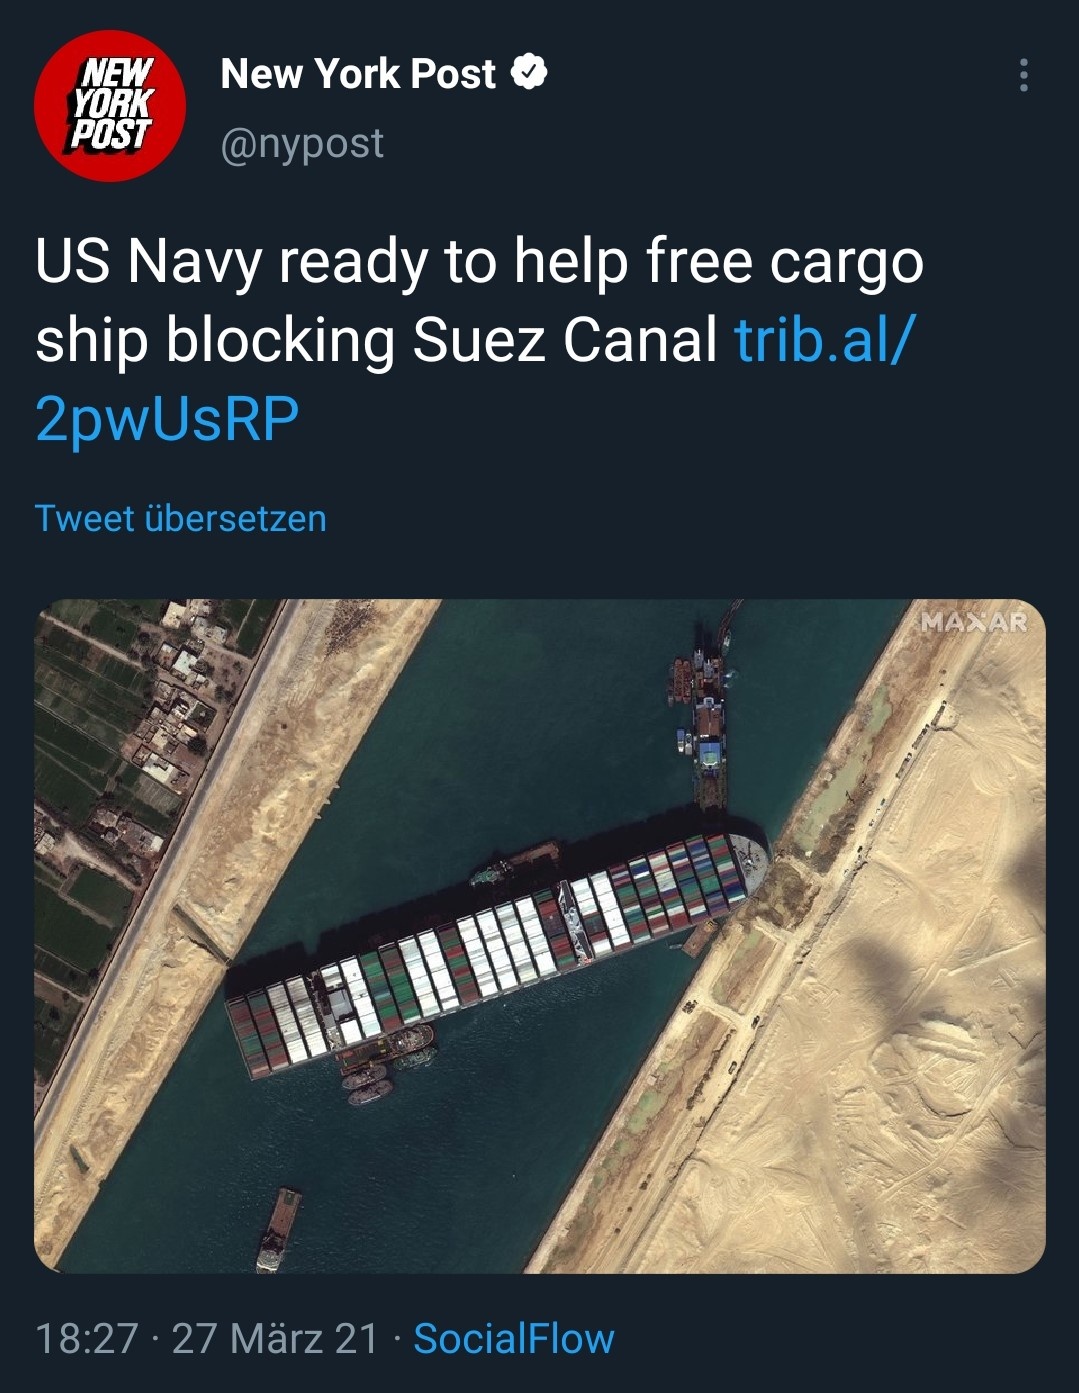 NEW
YORK
POST
New York Post
@nypost
US Navy ready to help free cargo
ship blocking Suez Canal trib.al/
2pwUsRP
Tweet übersetzen
MAXAR
18:27 · 27 März 21 · SocialFlow